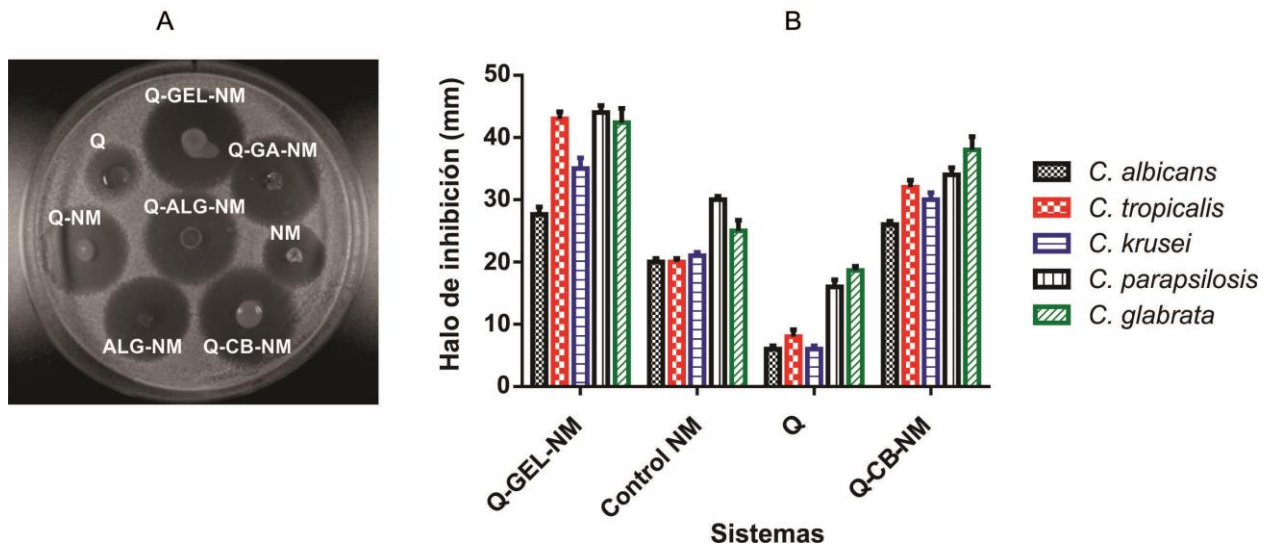 A
B
Q-GEL-NM
Q
Q-GA-NM
Q-NM
Q-ALG-NM
NM
ALG-NM
Q-CB-NM
Halo de inhibición (mm)
50
40
30
20
10
0
Q-GEL-NM
Control NM
Q
Q-CB-NM
Sistemas
C. albicans
C. tropicalis
C. krusei
C. parapsilosis
C. glabrata